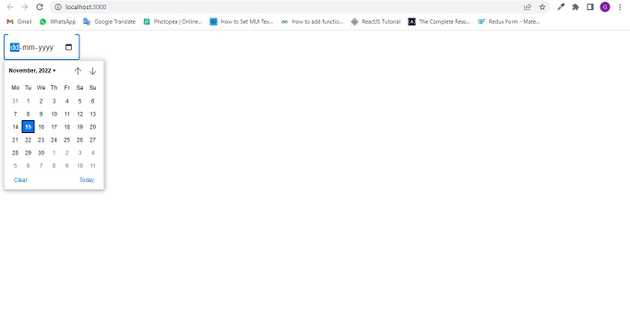 localhost:3000
G
Gmail WhatsApp Google Translate Photopea | Online... How to Set MUI Tex... How to add functio... ReactJS Tutorial The Complete Reac... Redux Form - Mate...
dd-mm-yyyy
November, 2022
Mo Tu We Th Fr Sa Su
31 1 2 3 4 5 6
7 8 9 10 11 12 13
14 15 16 17 18 19 20
21 22 23 24 25 26 27
28 29 30 1 2 3 4
5 6 7 8 9 10 11
Clear Today